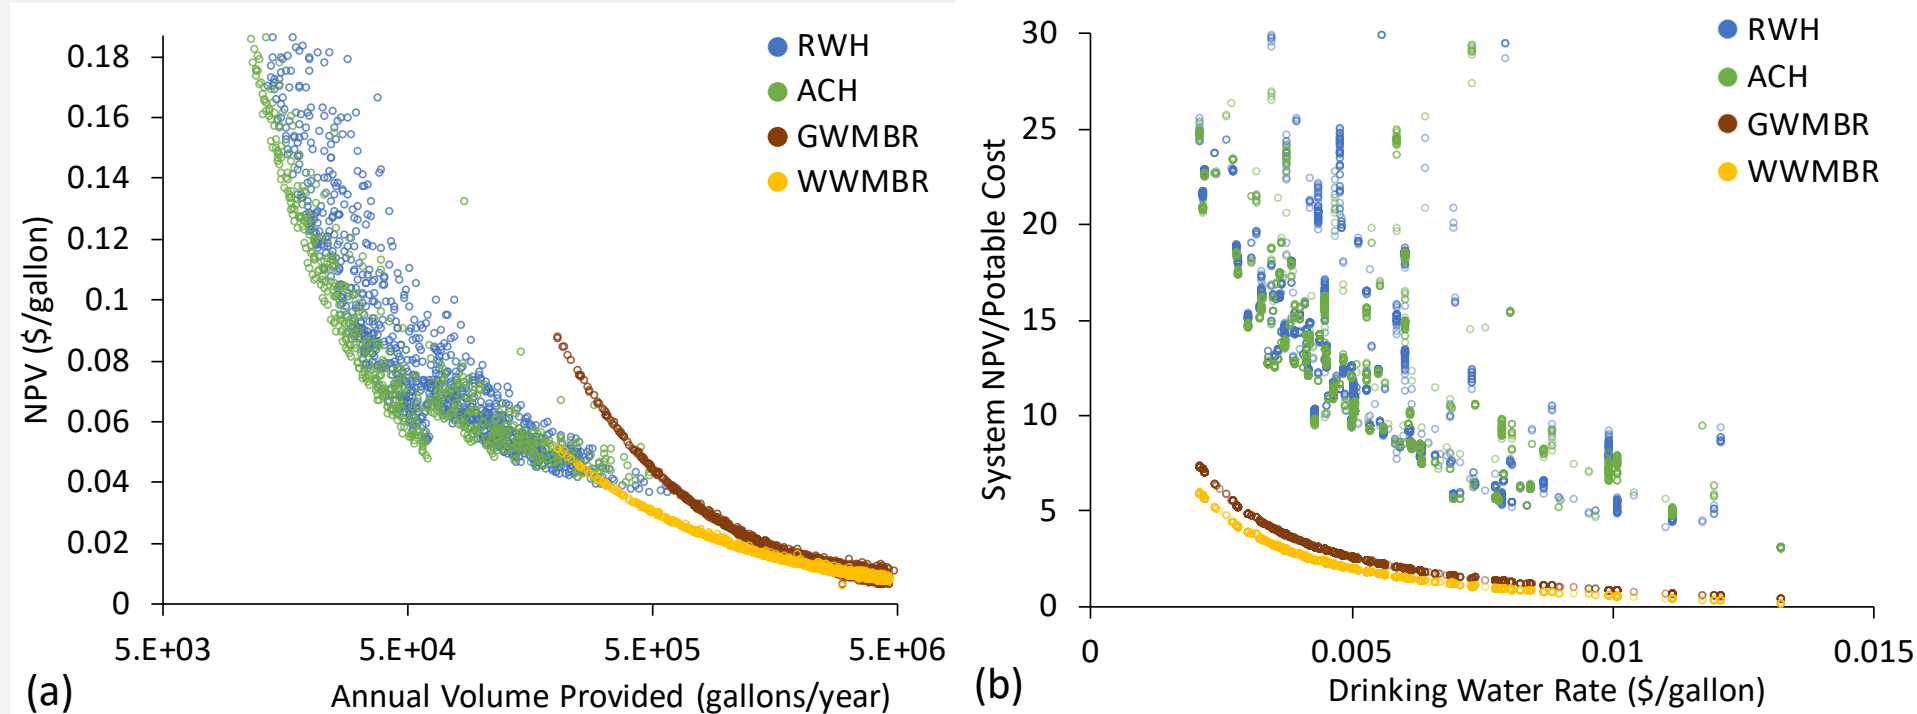 NPV ($/gallon)
0.18
0.16
0.14
0.12
0.1
0.08
0.06
0.04
0.02
0
5.E+03
5.E+04
5.E+05
5.E+06
RWH
ACH
GWMBR
WWMBR
(a)
Annual Volume Provided (gallons/year)
System NPV/Potable Cost
30
25
20
15
10
5
0
0
0.005
0.01
0.015
RWH
ACH
GWMBR
WWMBR
(b)
Drinking Water Rate ($/gallon)